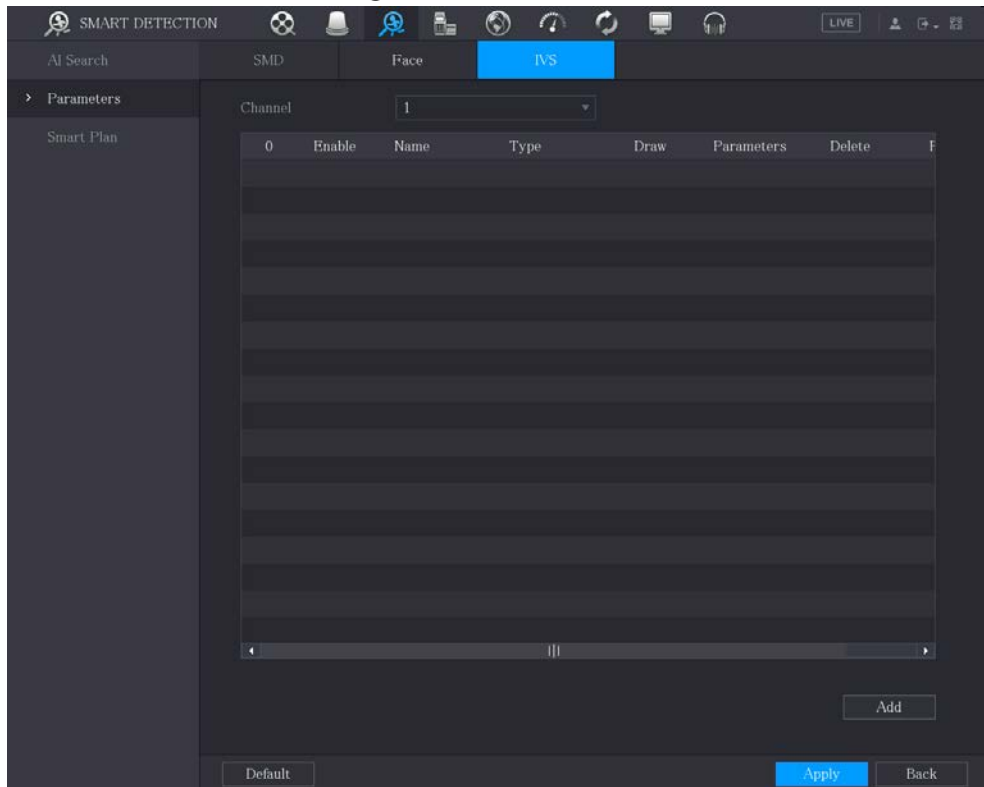 SMART DETECTION LIVE
AI Search SMD Face IVS
Parameters
Channel 1
Smart Plan
0 Enable Name Type Draw Parameters Delete
Add
Default Apply Back